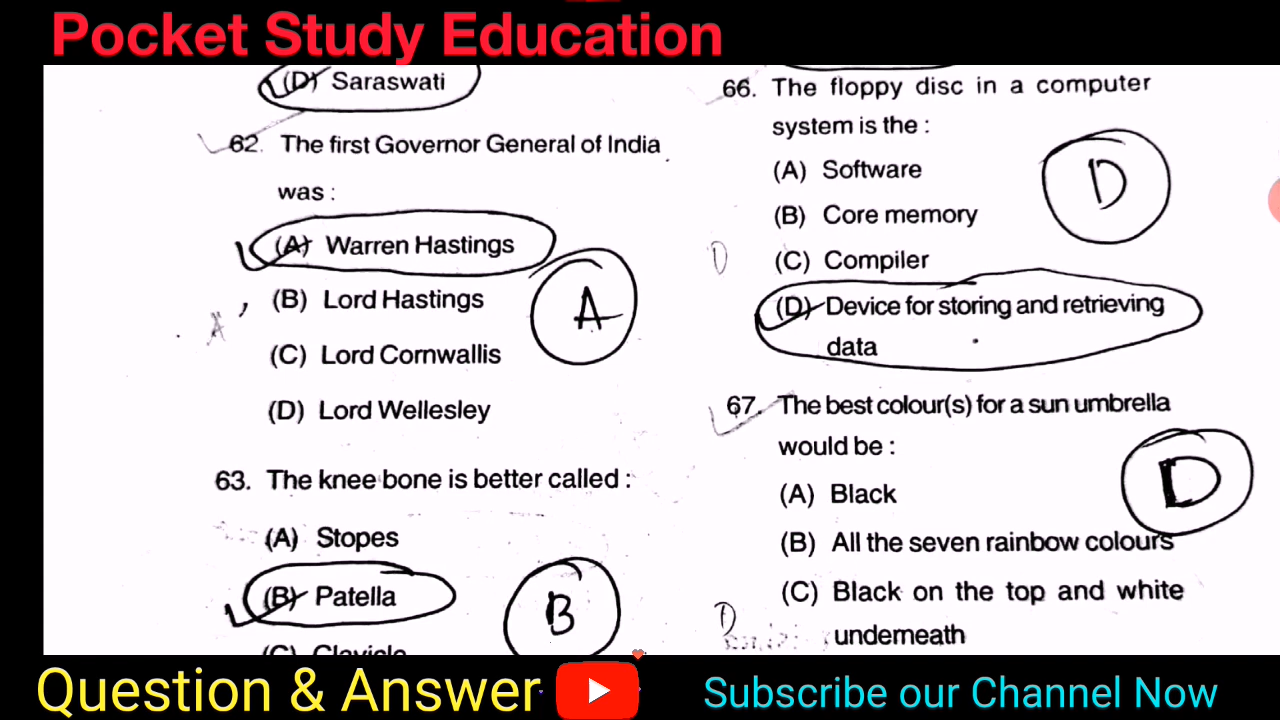 Pocket Study Education
(D) Saraswati
62. The first Governor General of India
was :
(A) Warren Hastings
A
(B) Lord Hastings
A
(C) Lord Cornwallis
(D) Lord Wellesley
63. The knee bone is better called :
(A) Stopes
(B) Patella
B
(C) Clavicle
66. The floppy disc in a computer
system is the :
(A) Software
D
(B) Core memory
D
(C) Compiler
(D) Device for storing and retrieving
data
67. The best colour(s) for a sun umbrella
would be :
D
(A) Black
(B) All the seven rainbow colours
(C) Black on the top and white
D
underneath
Question & Answer
Subscribe our Channel Now